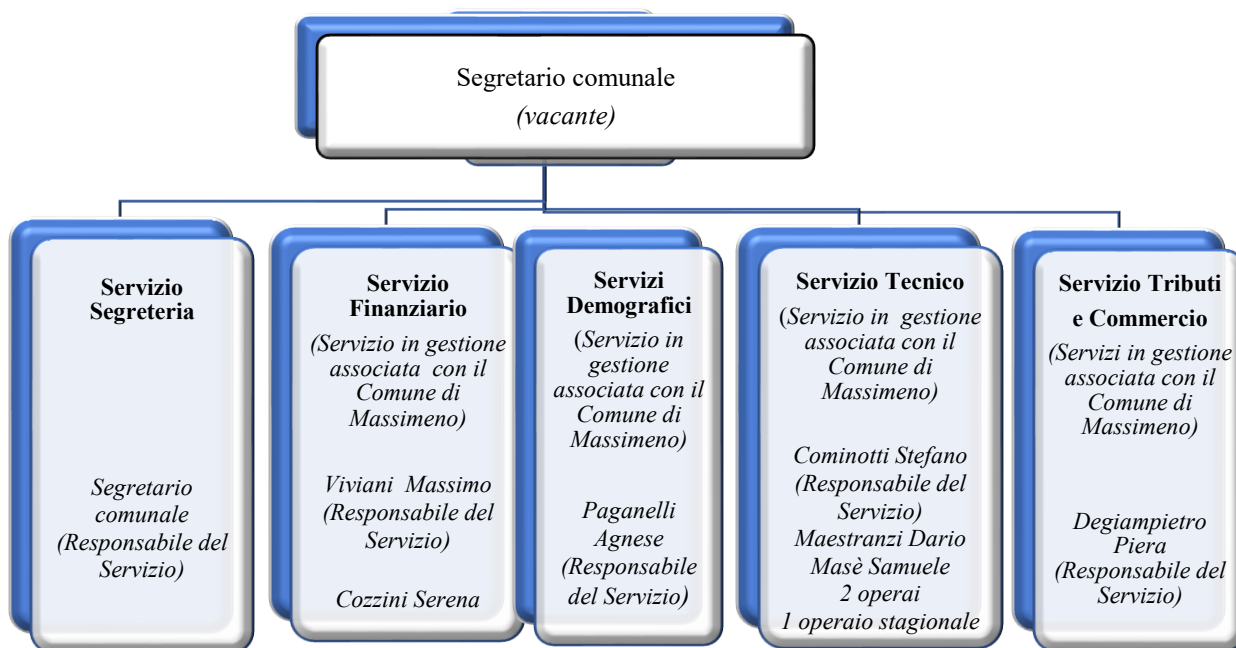 Segretario comunale
(vacante)
Servizio
Segreteria
Segretario
comunale
(Responsabile del
Servizio)
Servizio
Finanziario
(Servizio in gestione
associata con il
Comune di
Massimeno)
Viviani Massimo
(Responsabile del
Servizio)
Cozzini Serena
Servizi
Demografici
(Servizio in
gestione
associata con il
Comune di
Massimeno)
Paganelli
Agnese
(Responsabile
del Servizio)
Servizio Tecnico
(Servizio in gestione
associata con il
Comune di
Massimeno)
Cominotti Stefano
(Responsabile del
Servizio)
Maestranzi Dario
Masè Samuele
2 operai
1 operaio stagionale
Servizio Tributi
e Commercio
(Servizi in gestione
associata con il
Comune di
Massimeno)
Degiampietro
Piera
(Responsabile del
Servizio)